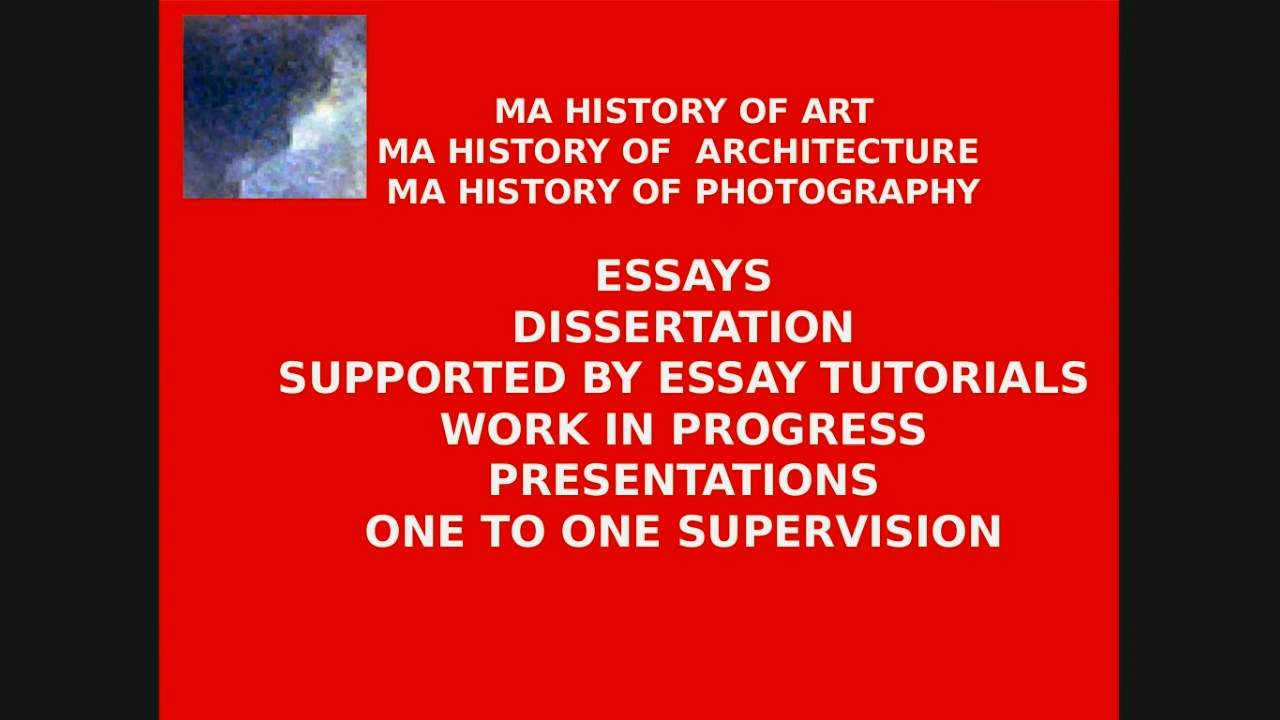 MA HISTORY OF ART
MA HISTORY OF  ARCHITECTURE
MA HISTORY OF PHOTOGRAPHY
ESSAYS
DISSERTATION
SUPPORTED BY ESSAY TUTORIALS
WORK IN PROGRESS
PRESENTATIONS
ONE TO ONE SUPERVISION